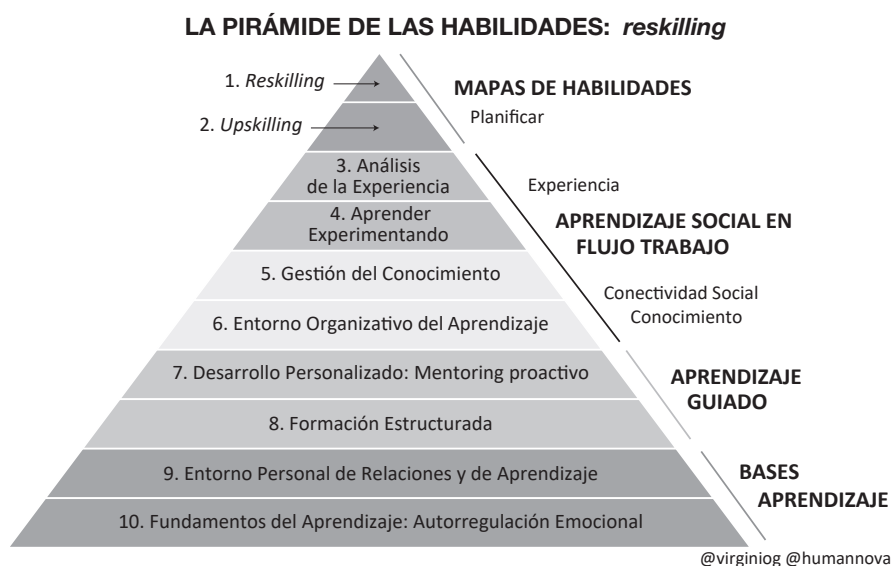 LA PIRÁMIDE DE LAS HABILIDADES: reskilling
1. Reskilling
2. Upskilling
MAPAS DE HABILIDADES
Planificar
3. Análisis
de la Experiencia
Experiencia
4. Aprender
Experimentando
APRENDIZAJE SOCIAL EN
FLUJO TRABAJO
5. Gestión del Conocimiento
Conectividad Social
Conocimiento
6. Entorno Organizativo del Aprendizaje
7. Desarrollo Personalizado: Mentoring proactivo
APRENDIZAJE
GUIADO
8. Formación Estructurada
9. Entorno Personal de Relaciones y de Aprendizaje
BASES
APRENDIZAJE
10. Fundamentos del Aprendizaje: Autorregulación Emocional
@virginiog @humannova